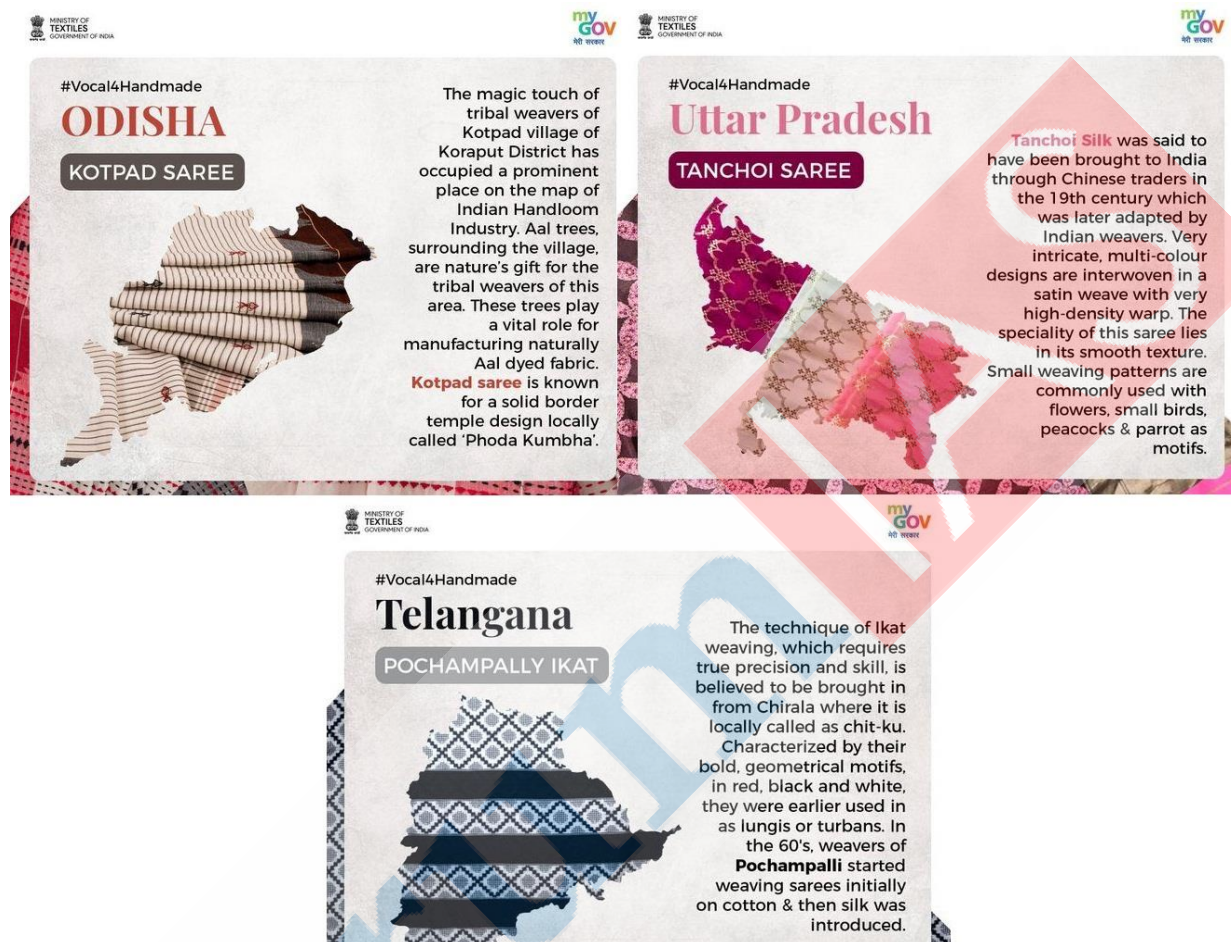 MINISTRY OF
TEXTILES
GOVERNMENT OF INDIA
my
GOV
मेरी सरकार
#Vocal4Handmade
ODISHA
KOTPAD SAREE
The magic touch of
tribal weavers of
Kotpad village of
Koraput District has
occupied a prominent
place on the map of
Indian Handloom
Industry. Aal trees,
surrounding the village,
are nature's gift for the
tribal weavers of this
area. These trees play
a vital role for
manufacturing naturally
Aal dyed fabric.
Kotpad saree is known
for a solid border
temple design locally
called ‘Phoda Kumbha’.
MINISTRY OF
TEXTILES
GOVERNMENT OF INDIA
my
GOV
मेरी सरकार
#Vocal4Handmade
Uttar Pradesh
TANCHOI SAREE
Tanchoi Silk was said to
have been brought to India
through Chinese traders in
the 19th century which
was later adapted by
Indian weavers. Very
intricate, multi-colour
designs are interwoven in a
satin weave with very
high-density warp. The
speciality of this saree lies
in its smooth texture.
Small weaving patterns are
commonly used with
flowers, small birds,
peacocks & parrot as
motifs.
MINISTRY OF
TEXTILES
GOVERNMENT OF INDIA
my
GOV
मेरी सरकार
#Vocal4Handmade
Telangana
POCHAMPALLY IKAT
The technique of Ikat
weaving, which requires
true precision and skill, is
believed to be brought in
from Chirala where it is
locally called as chit-ku.
Characterized by their
bold, geometrical motifs,
in red, black and white,
they were earlier used in
as lungis or turbans. In
the 60's, weavers of
Pochampalli started
weaving sarees initially
on cotton & then silk was
introduced.